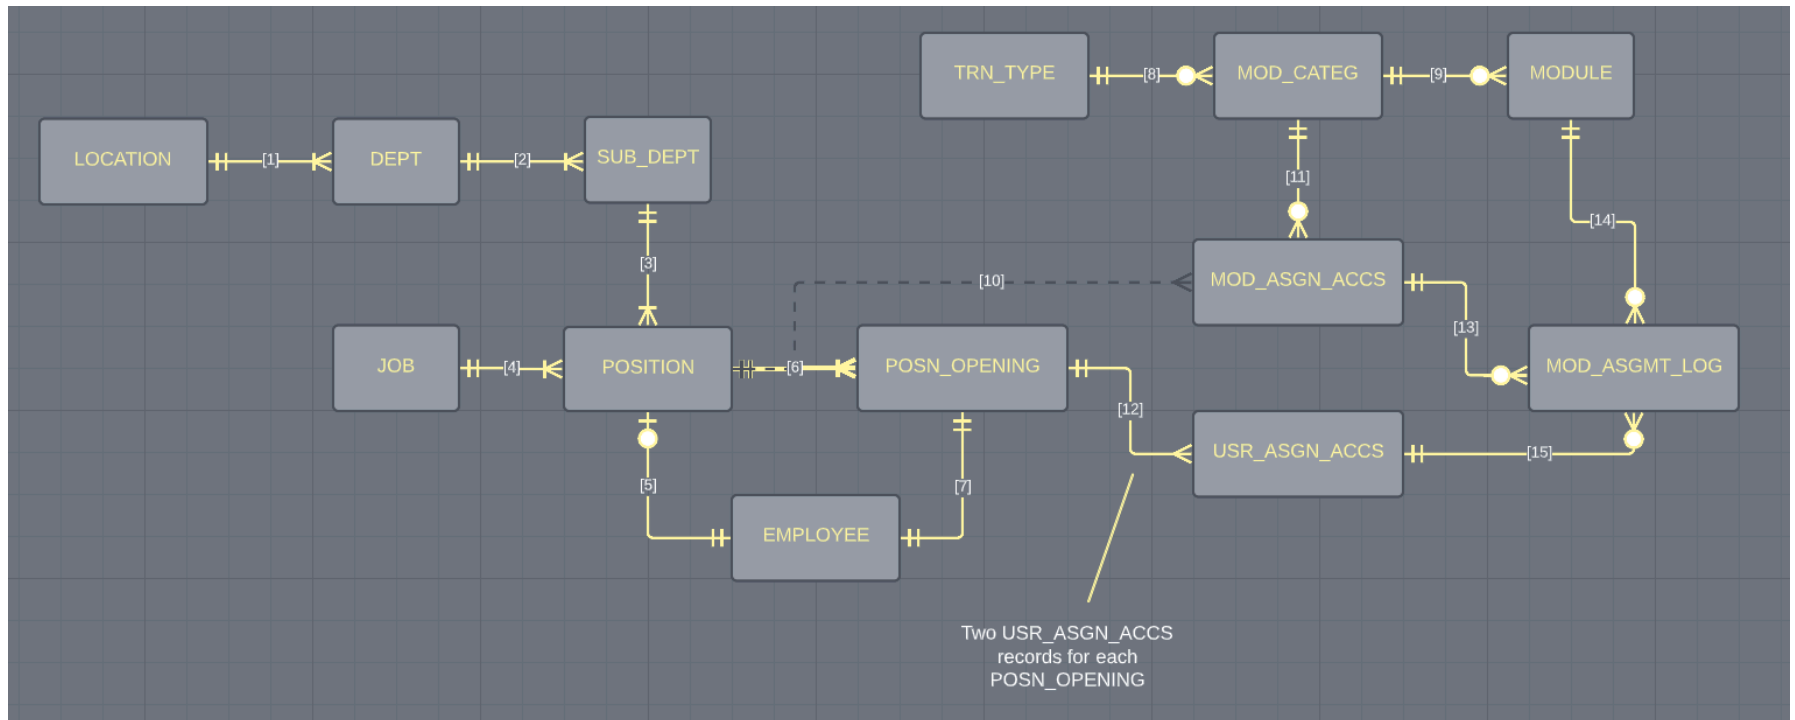 TRN_TYPE
[8]
MOD_CATEG
[9]
MODULE
LOCATION
[1]
DEPT
[2]
SUB_DEPT
[11]
[14]
[3]
[10]
MOD_ASGN_ACCS
[13]
JOB
[4]
POSITION
[6]
POSN_OPENING
MOD_ASGMT_LOG
[12]
USR_ASGN_ACCS
[15]
[5]
[7]
EMPLOYEE
Two USR_ASGN_ACCS
records for each
POSN_OPENING